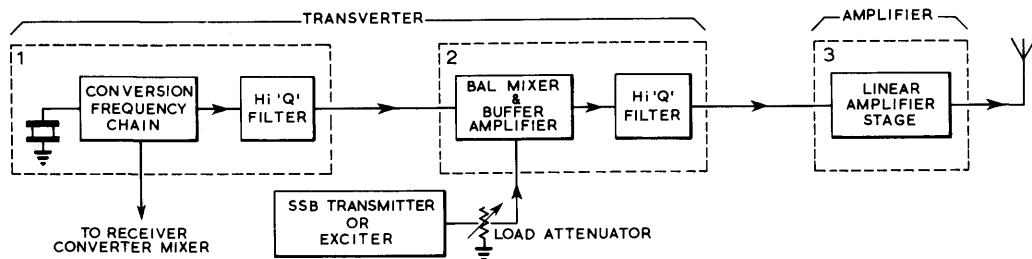 TRANSVERTER
AMPLIFIER
1
CONVERSION
FREQUENCY
CHAIN
Hi 'Q'
FILTER
2
BAL MIXER
&
BUFFER
AMPLIFIER
Hi 'Q'
FILTER
3
LINEAR
AMPLIFIER
STAGE
TO RECEIVER
CONVERTER MIXER
SSB TRANSMITTER
OR
EXCITER
LOAD ATTENUATOR